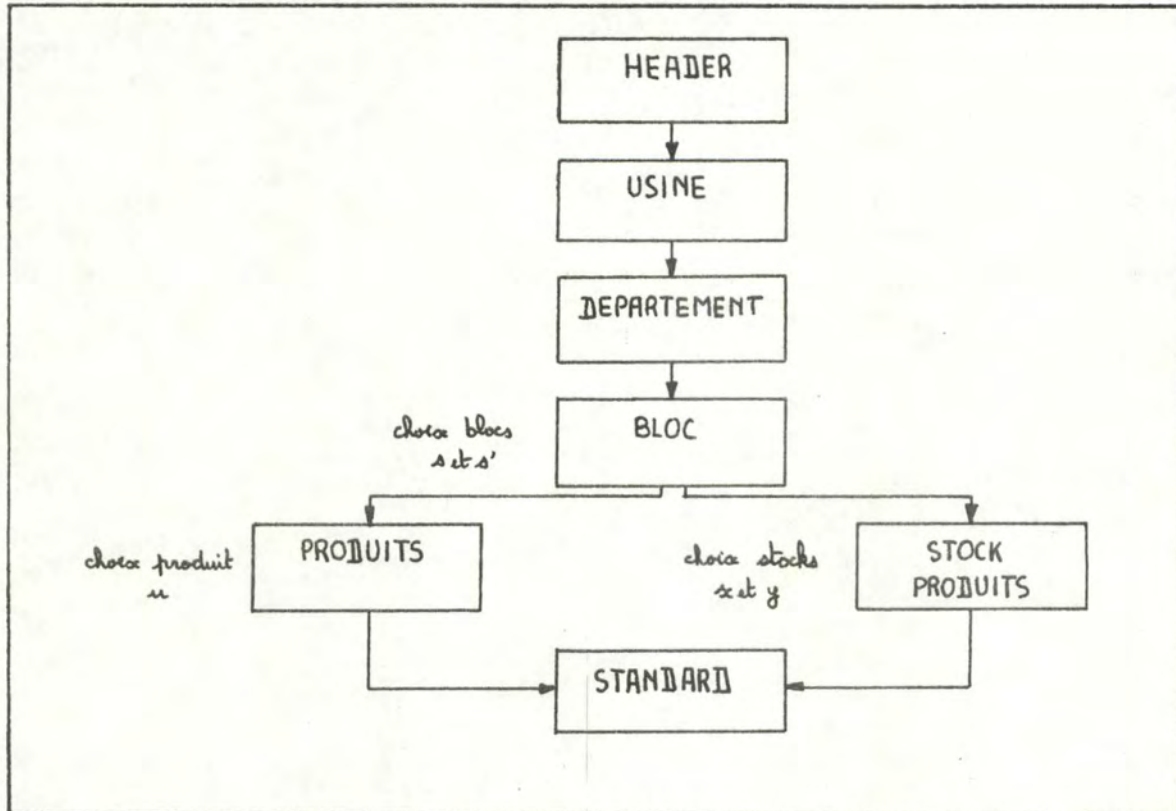 HEADER
USINE
DEPARTEMENT
BLOC
choix blocs
s et s'
PRODUITS
choix produit
u
choix stocks
x et y
STOCK
PRODUITS
STANDARD